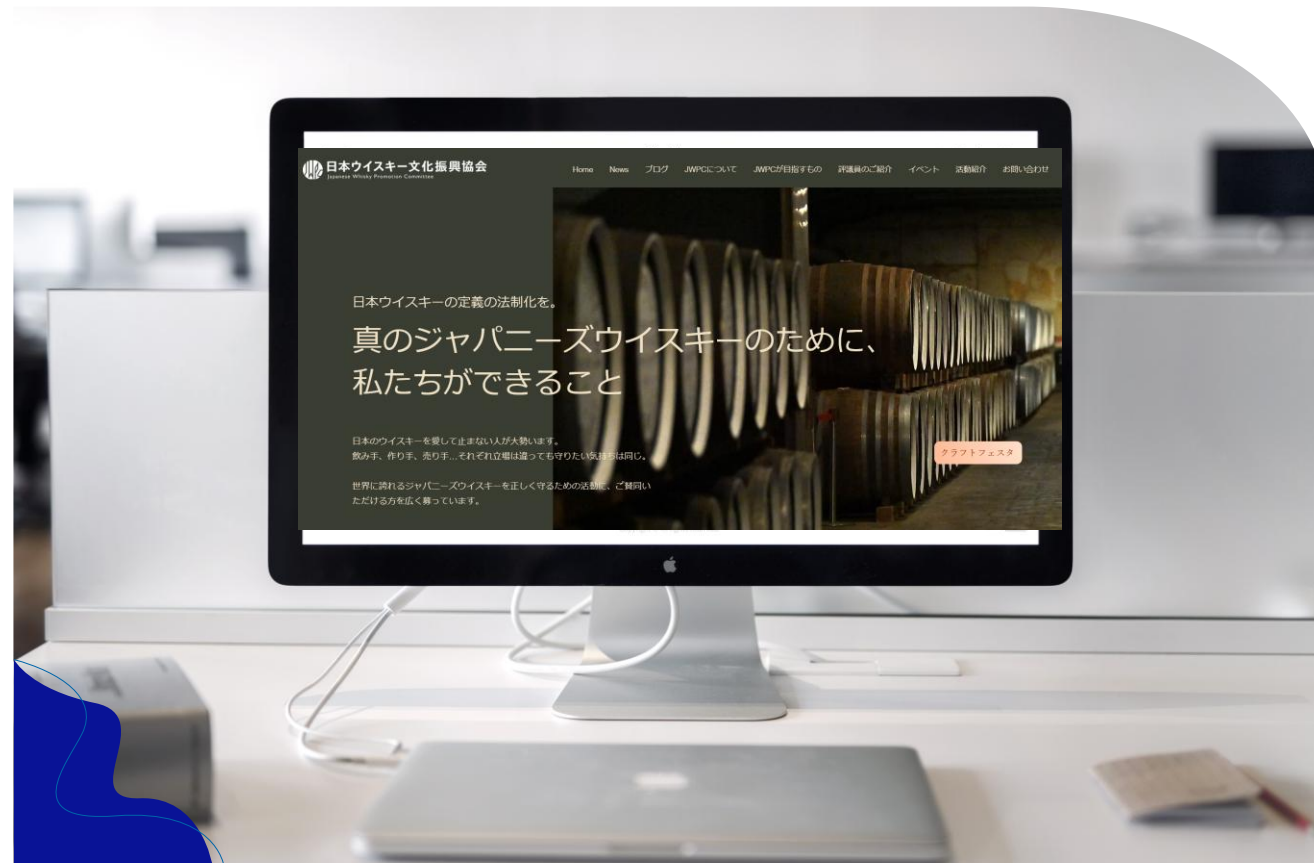 日本ウイスキー文化振興協会
Japanese Whisky Promotion Committee
Home News ブログ JWPCについて JWPCが目指すもの 評議員のご紹介 イベント 活動紹介 お問い合わせ
日本ウイスキーの定義の法制化を。
真のジャパニーズウイスキーのために、
私たちができること
日本のウイスキーを愛して止まない人が大勢います。
飲み手、作り手、売り手...それぞれ立場は違っても守りたい気持ちは同じ。
クラフトフェスタ
世界に誇れるジャパニーズウイスキーを正しく守るための活動に、ご賛同い
ただける方を広く募っています。